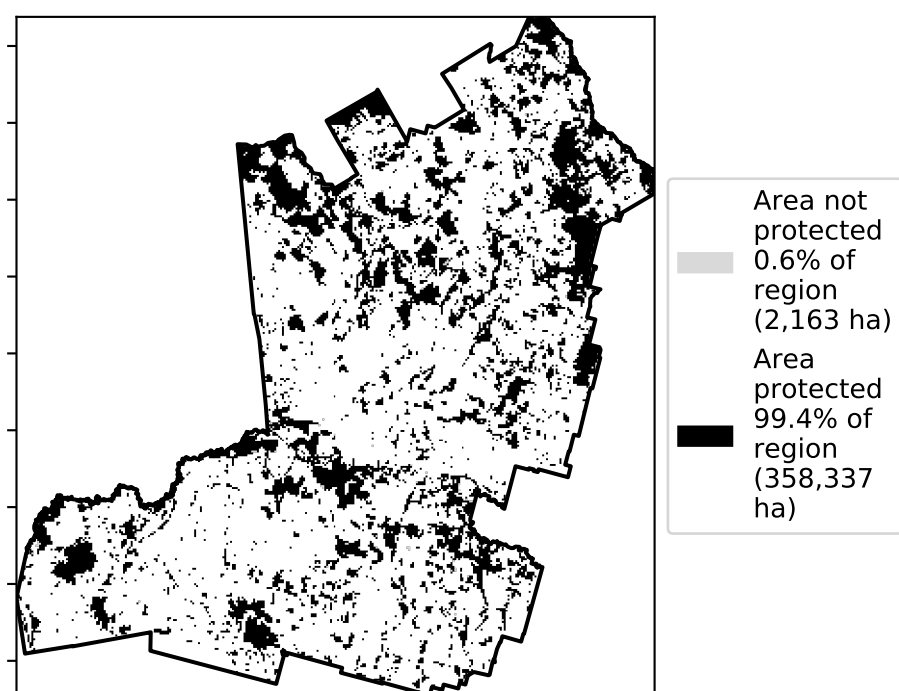 Area not
protected
0.6% of
region
(2,163 ha)
Area
protected
99.4% of
region
(358,337
ha)